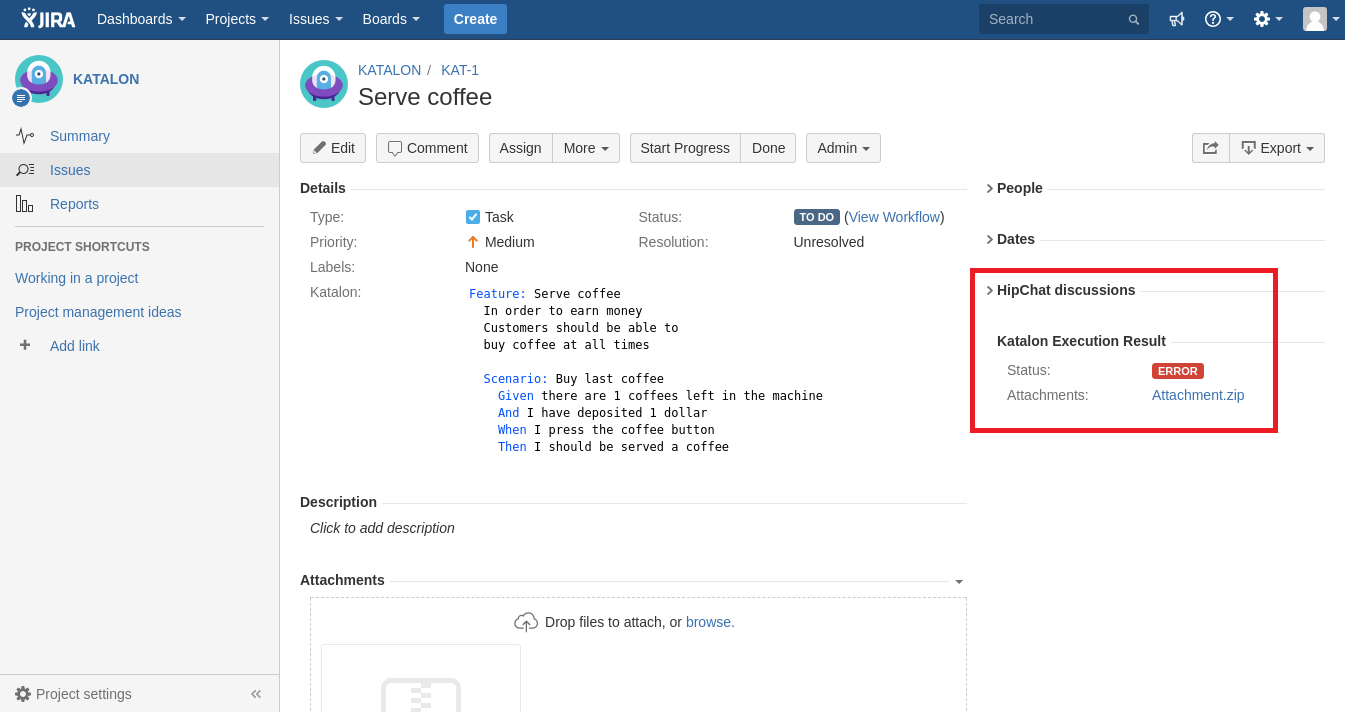 JIRA Dashboards Projects Issues Boards Create Search
KATALON
Summary
Issues
Reports
PROJECT SHORTCUTS
Working in a project
Project management ideas
+ Add link
Project settings
KATALON / KAT-1
Serve coffee
Edit Comment Assign More Start Progress Done Admin Export
Details
Type: Task Status: TO DO (View Workflow)
Priority: Medium Resolution: Unresolved
Labels: None
Katalon:
Feature: Serve coffee
In order to earn money
Customers should be able to
buy coffee at all times
Scenario: Buy last coffee
Given there are 1 coffees left in the machine
And I have deposited 1 dollar
When I press the coffee button
Then I should be served a coffee
Description
Click to add description
Attachments
Drop files to attach, or browse.
People
Dates
HipChat discussions
Katalon Execution Result
Status: ERROR
Attachments: Attachment.zip